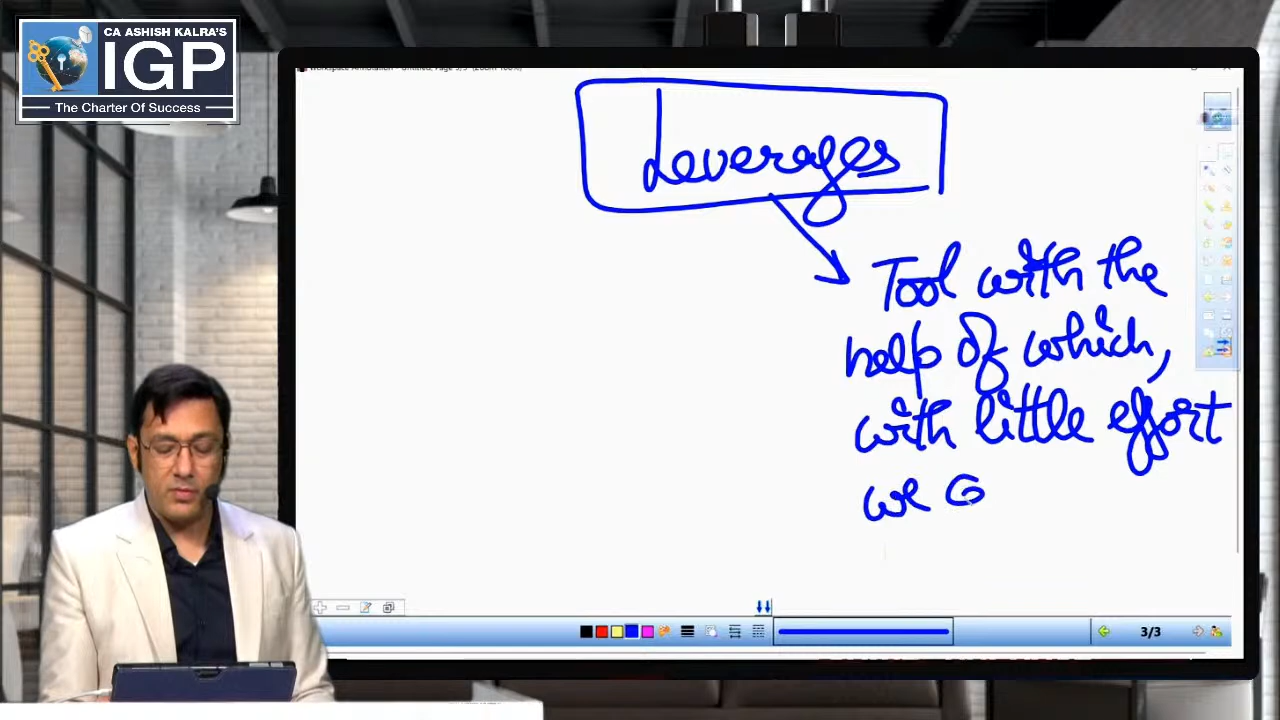 CA ASHISH KALRA'S
IGP
The Charter Of Success
Leverages
Tool with the
help of which,
with little effort
we
3/3